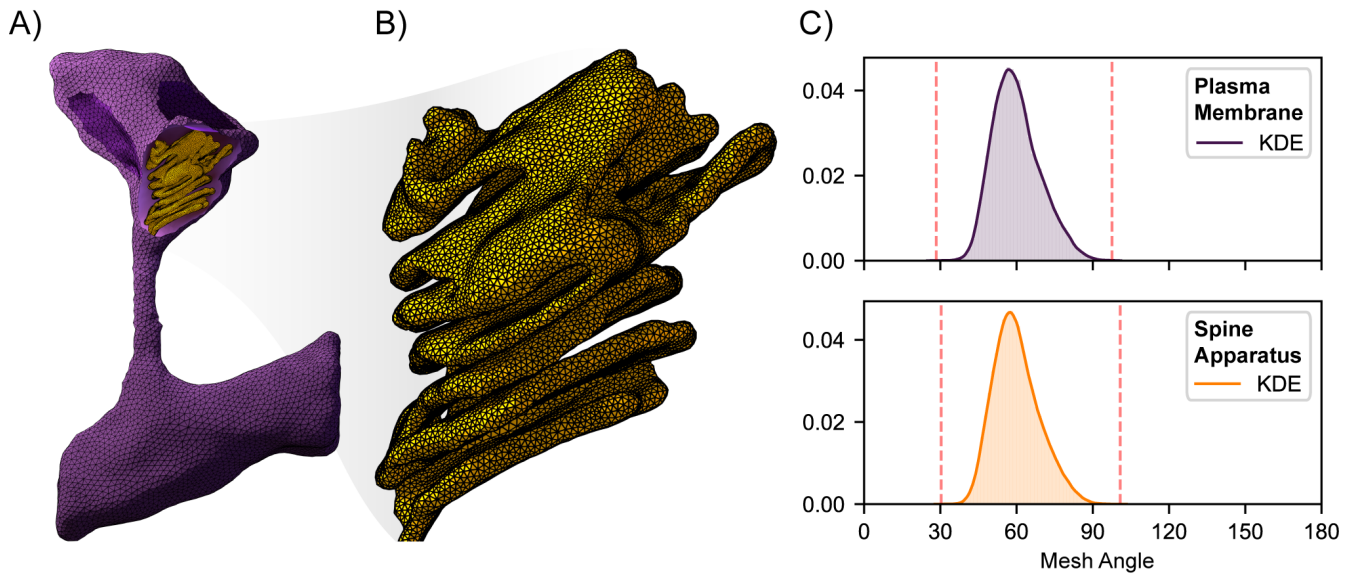 A)
B)
C)
0.04
0.02
0.00
Plasma
Membrane
KDE
0.04
0.02
0.00
Spine
Apparatus
KDE
0 30 60 90 120 150 180
Mesh Angle